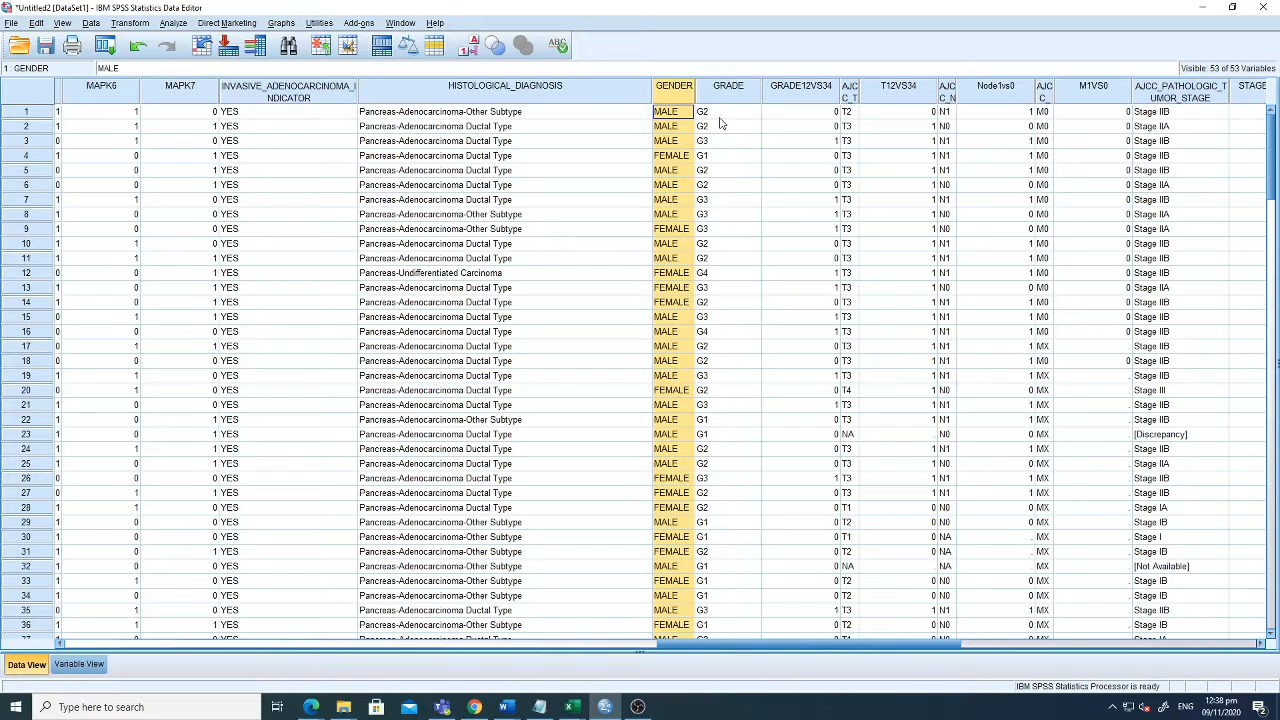 *Untitled2 [DataSet1] - IBM SPSS Statistics Data Editor
File Edit View Data Transform Analyze Direct Marketing Graphs Utilities Add-ons Window Help
1 : GENDER MALE Visible: 53 of 53 Variables
MAPK6 MAPK7 INVASIVE_ADENOCARCINOMA_I HISTOLOGICAL_DIAGNOSIS GENDER GRADE GRADE12VS34 AJC T12VS34 AJC Node1vs0 AJC M1VS0 AJCC_PATHOLOGIC_T STAGE
NDICATOR C_T C_N C_ UMOR_STAGE
1 1 1 0 YES Pancreas-Adenocarcinoma-Other Subtype MALE G2 0 T2 0 N1 1 M0 0 Stage IIB
2 1 1 1 YES Pancreas-Adenocarcinoma Ductal Type MALE G2 0 T3 1 N0 0 M0 0 Stage IIA
3 0 1 0 YES Pancreas-Adenocarcinoma Ductal Type MALE G3 1 T3 1 N1 1 M0 0 Stage IIB
4 1 0 1 YES Pancreas-Adenocarcinoma Ductal Type FEMALE G1 0 T3 1 N1 1 M0 0 Stage IIB
5 0 1 1 YES Pancreas-Adenocarcinoma Ductal Type MALE G2 0 T3 1 N1 1 M0 0 Stage IIB
6 0 0 1 YES Pancreas-Adenocarcinoma Ductal Type MALE G2 0 T3 1 N0 0 M0 0 Stage IIA
7 0 1 1 YES Pancreas-Adenocarcinoma Ductal Type MALE G3 1 T3 1 N1 1 M0 0 Stage IIB
8 1 0 0 YES Pancreas-Adenocarcinoma-Other Subtype MALE G3 1 T3 1 N0 0 M0 0 Stage IIA
9 1 1 0 YES Pancreas-Adenocarcinoma-Other Subtype FEMALE G3 1 T3 1 N0 0 M0 0 Stage IIA
10 1 1 0 YES Pancreas-Adenocarcinoma Ductal Type MALE G2 0 T3 1 N1 1 M0 0 Stage IIB
11 0 1 0 YES Pancreas-Adenocarcinoma Ductal Type MALE G2 0 T3 1 N1 1 M0 0 Stage IIB
12 0 0 1 YES Pancreas-Undifferentiated Carcinoma FEMALE G4 1 T3 1 N0 0 M0 0 Stage IIA
13 0 1 0 YES Pancreas-Adenocarcinoma Ductal Type FEMALE G3 1 T3 1 N0 0 M0 0 Stage IIA
14 0 1 1 YES Pancreas-Adenocarcinoma Ductal Type FEMALE G2 0 T3 1 N1 1 M0 0 Stage IIB
15 0 1 1 YES Pancreas-Adenocarcinoma Ductal Type MALE G3 1 T3 1 N1 1 M0 0 Stage IIB
16 0 1 1 YES Pancreas-Adenocarcinoma Ductal Type MALE G4 1 T3 1 N1 1 M0 0 Stage IIB
17 0 0 1 YES Pancreas-Adenocarcinoma Ductal Type MALE G2 0 T3 1 N1 1 MX . Stage IIB
18 0 0 1 YES Pancreas-Adenocarcinoma Ductal Type MALE G2 0 T3 1 N1 1 M0 0 Stage IIB
19 1 1 0 YES Pancreas-Adenocarcinoma Ductal Type MALE G3 1 T3 1 N1 1 MX . Stage IIB
20 0 0 1 YES Pancreas-Adenocarcinoma Ductal Type FEMALE G2 0 T4 1 N0 0 MX . Stage III
21 0 1 0 YES Pancreas-Adenocarcinoma Ductal Type MALE G3 1 T3 1 N1 1 MX . Stage IIB
22 1 1 0 YES Pancreas-Adenocarcinoma-Other Subtype MALE G1 0 T3 1 N1 1 MX . Stage IIB
23 1 0 0 YES Pancreas-Adenocarcinoma Ductal Type MALE G1 0 NA . N0 0 MX . [Discrepancy]
24 1 1 0 YES Pancreas-Adenocarcinoma Ductal Type MALE G2 0 T3 1 N1 1 MX . Stage IIB
25 1 0 1 YES Pancreas-Adenocarcinoma Ductal Type MALE G2 0 T3 1 N0 0 MX . Stage IIA
26 0 1 0 YES Pancreas-Adenocarcinoma Ductal Type FEMALE G3 1 T3 1 N1 1 MX . Stage IIB
27 0 1 1 YES Pancreas-Adenocarcinoma Ductal Type FEMALE G2 0 T3 1 N1 1 MX . Stage IIB
28 1 1 1 YES Pancreas-Adenocarcinoma Ductal Type FEMALE G2 0 T1 0 N0 0 MX . Stage IA
29 1 0 0 YES Pancreas-Adenocarcinoma-Other Subtype MALE G1 0 T2 0 N0 0 MX . Stage IB
30 1 1 0 YES Pancreas-Adenocarcinoma-Other Subtype FEMALE G1 0 T1 0 NA . MX . Stage I
31 1 0 1 YES Pancreas-Adenocarcinoma-Other Subtype FEMALE G2 0 T2 0 NA . MX . Stage IB
32 1 0 0 YES Pancreas-Adenocarcinoma-Other Subtype MALE G1 0 NA . NA . MX . [Not Available]
33 1 1 0 YES Pancreas-Adenocarcinoma-Other Subtype FEMALE G1 0 T2 0 N0 0 MX . Stage IB
34 1 1 0 YES Pancreas-Adenocarcinoma-Other Subtype FEMALE G1 0 T2 0 N0 0 MX . Stage IB
35 0 1 0 YES Pancreas-Adenocarcinoma Ductal Type MALE G3 1 T3 1 N1 1 MX . Stage IIB
36 1 1 0 YES Pancreas-Adenocarcinoma-Other Subtype FEMALE G1 0 T2 0 N0 0 MX . Stage IB
Data View Variable View
IBM SPSS Statistics Processor is ready
Type here to search
ENG 12:38 pm
09/11/2020